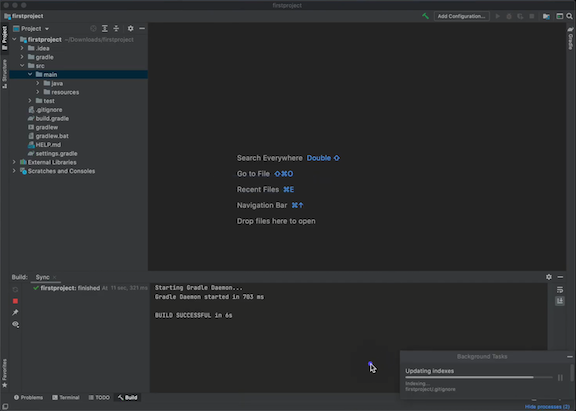 firstproject
firstproject
Add Configuration...
Project
Project
firstproject ~/Downloads/firstproject
.idea
gradle
src
main
java
resources
test
.gitignore
build.gradle
gradlew
gradlew.bat
HELP.md
settings.gradle
External Libraries
Scratches and Consoles
Structure
Gradle
Search Everywhere Double ⇧
Go to File ⇧⌘O
Recent Files ⌘E
Navigation Bar ⌘↑
Drop files here to open
Build: Sync
firstproject: finished At 11 sec, 321 ms
Starting Gradle Daemon...
Gradle Daemon started in 703 ms
BUILD SUCCESSFUL in 6s
Favorites
Background Tasks
Updating indexes
Indexing...
firstproject/.gitignore
Problems
Terminal
TODO
Build
Hide processes (2)